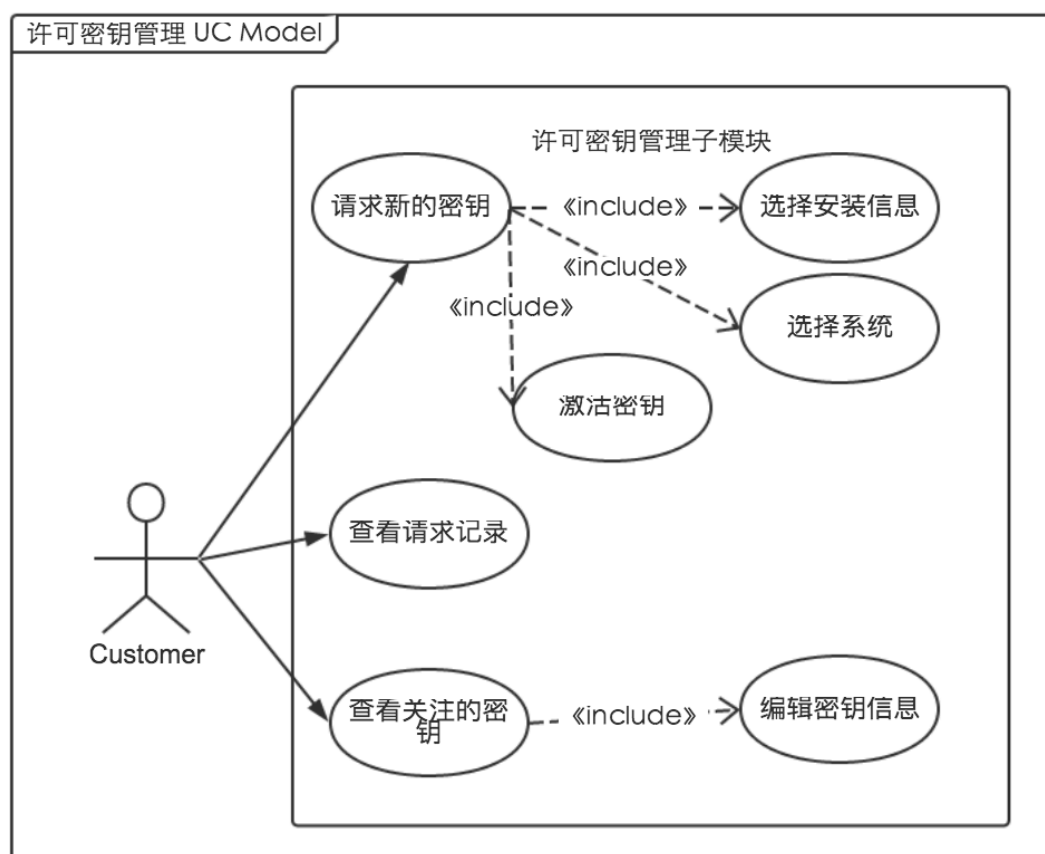 许可密钥管理 UC Model
许可密钥管理子模块
请求新的密钥
《include》
选择安装信息
《include》
选择系统
《include》
激活密钥
查看请求记录
Customer
查看关注的密
钥
《include》
编辑密钥信息